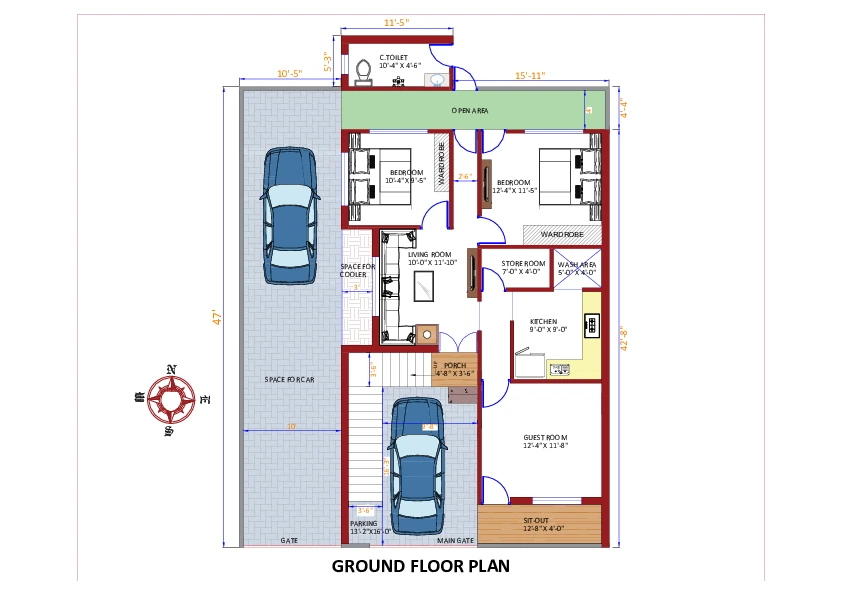 11'-5"
5'-3"
C.TOILET
10'-4" X 4'-6"
10'-5"
15'-11"
OPEN AREA
4'-4"
BEDROOM
10'-4" X 9'-5"
WARDROBE
2'-6"
BEDROOM
12'-4" X 11'-5"
WARDROBE
LIVING ROOM
10'-0" X 11'-10"
SPACE FOR
COOLER
3'
STORE ROOM
7'-0" X 4'-0"
WASH AREA
5'-0" X 4'-0"
KITCHEN
9'-0" X 9'-0"
47'
42'-8"
SPACE FOR CAR
3'-6"
UP
PORCH
4'-8" X 3'-6"
N
E
S
W
10'
9'-8"
16'-3"
GUEST ROOM
12'-4" X 11'-8"
3'-6"
PARKING
13'-2"X16'-0"
SIT-OUT
12'-8" X 4'-0"
GATE
MAIN GATE
GROUND FLOOR PLAN